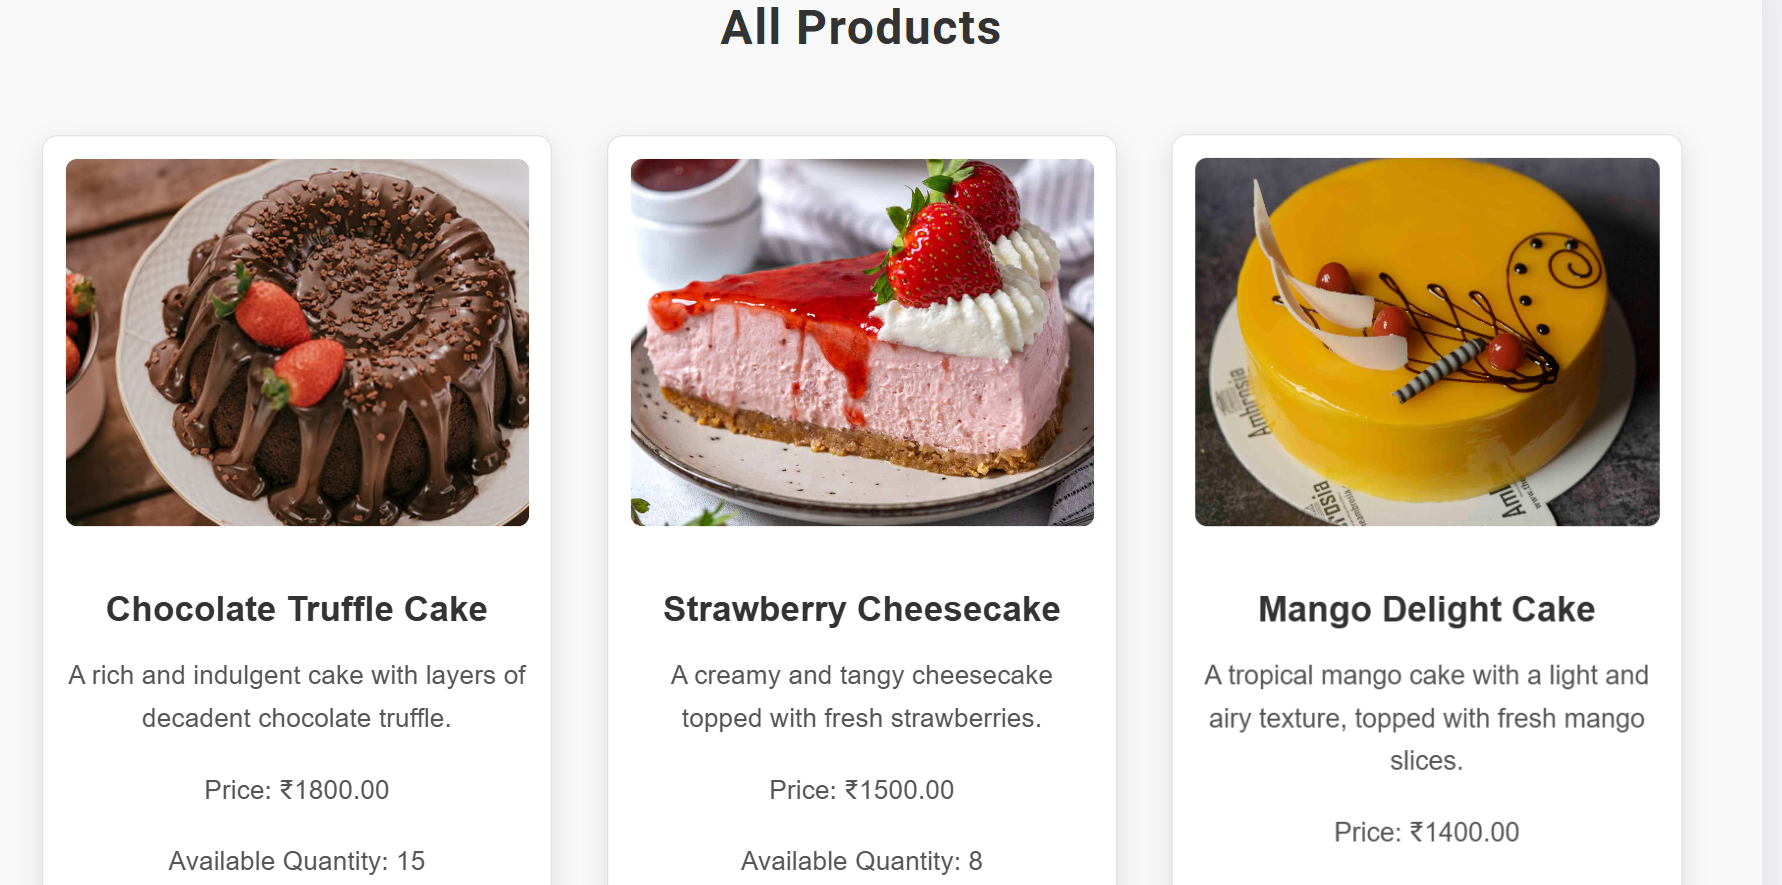 All Products
Chocolate Truffle Cake
A rich and indulgent cake with layers of
decadent chocolate truffle.
Price: ₹1800.00
Available Quantity: 15
Strawberry Cheesecake
A creamy and tangy cheesecake
topped with fresh strawberries.
Price: ₹1500.00
Available Quantity: 8
Ambrosia
Mango Delight Cake
A tropical mango cake with a light and
airy texture, topped with fresh mango
slices.
Price: ₹1400.00